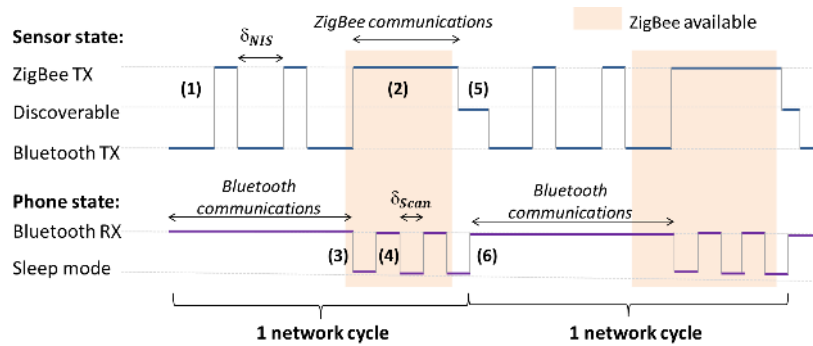 ZigBee communications
ZigBee available
Sensor state:
δNIS
ZigBee TX
(1)
(2)
(5)
Discoverable
Bluetooth TX
Phone state:
Bluetooth communications
δScan
Bluetooth communications
Bluetooth RX
(3)
(4)
(6)
Sleep mode
1 network cycle
1 network cycle